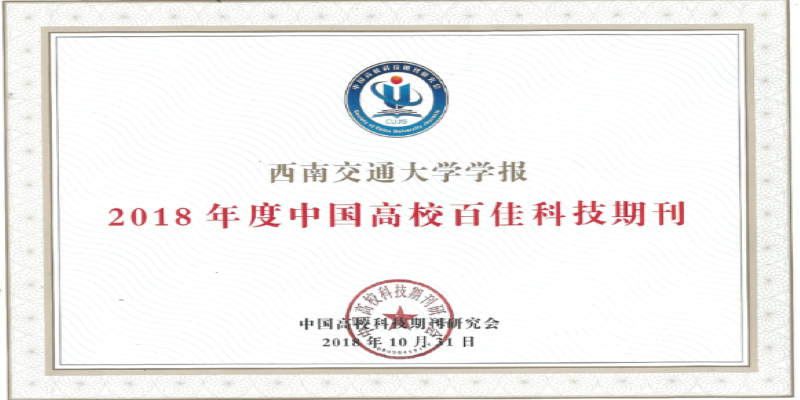 中国高校科技期刊研究会
CUJS
Society of China University Journals
西南交通大学学报
2018 年度中国高校百佳科技期刊
中国高校科技期刊研究会
中国高校科技期刊研究会
2018 年 10 月 31 日